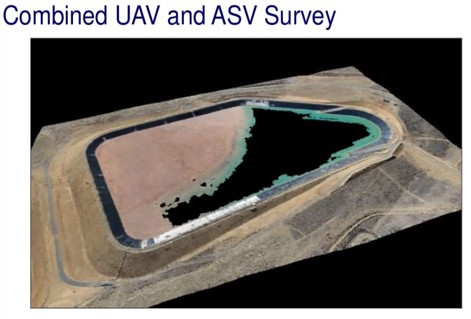 Combined UAV and ASV Survey